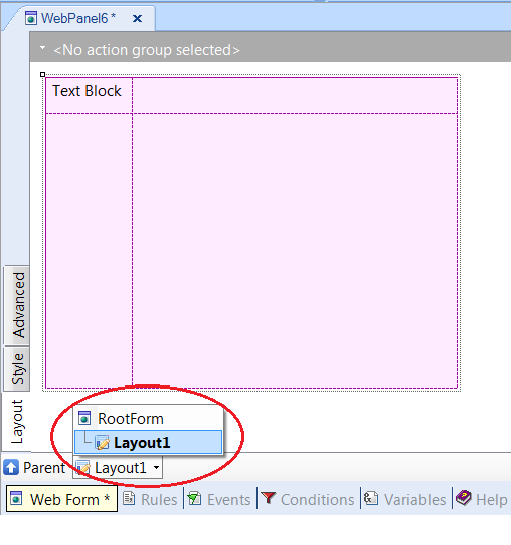 WebPanel6 *
<No action group selected>
Text Block
Advanced
Style
Layout
RootForm
Layout1
Parent Layout1
Web Form * Rules Events Conditions Variables Help